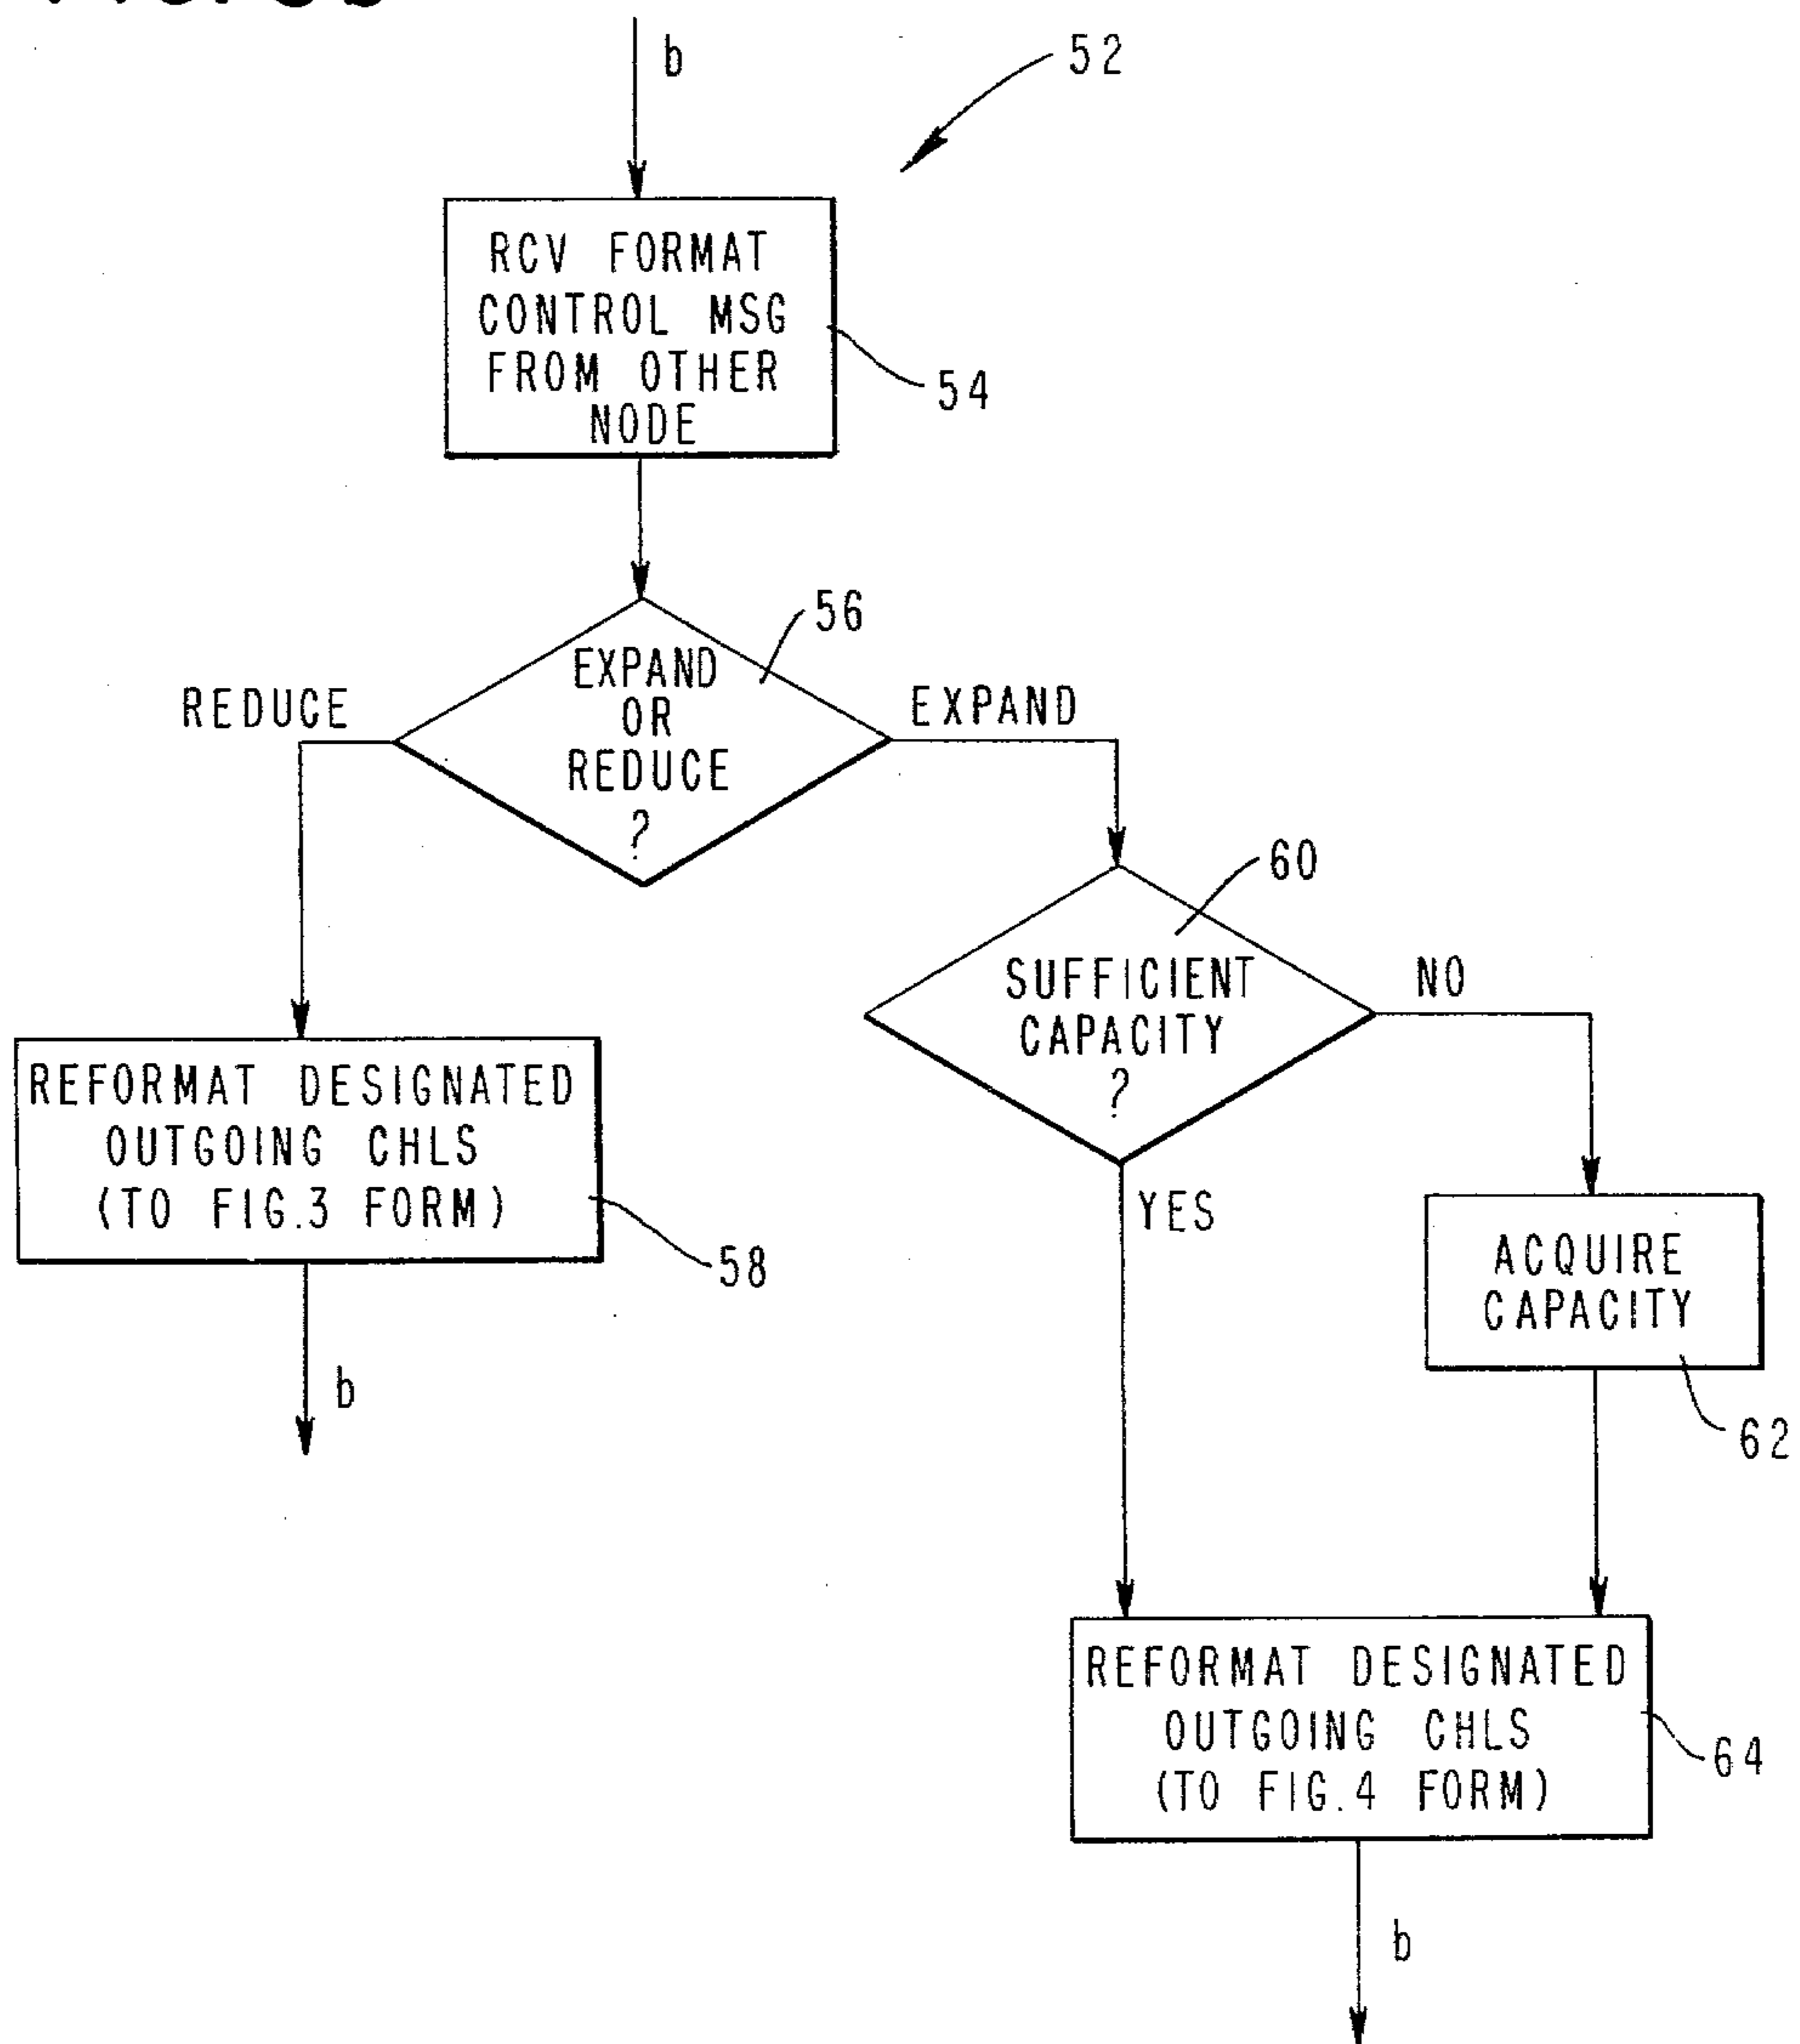 b
52
RCV FORMAT
CONTROL MSG
FROM OTHER
NODE
54
56
EXPAND
OR
REDUCE
?
REDUCE
EXPAND
60
SUFFICIENT
CAPACITY
?
NO
YES
REFORMAT DESIGNATED
OUTGOING CHLS
(TO FIG.3 FORM)
58
b
ACQUIRE
CAPACITY
62
REFORMAT DESIGNATED
OUTGOING CHLS
(TO FIG.4 FORM)
64
b